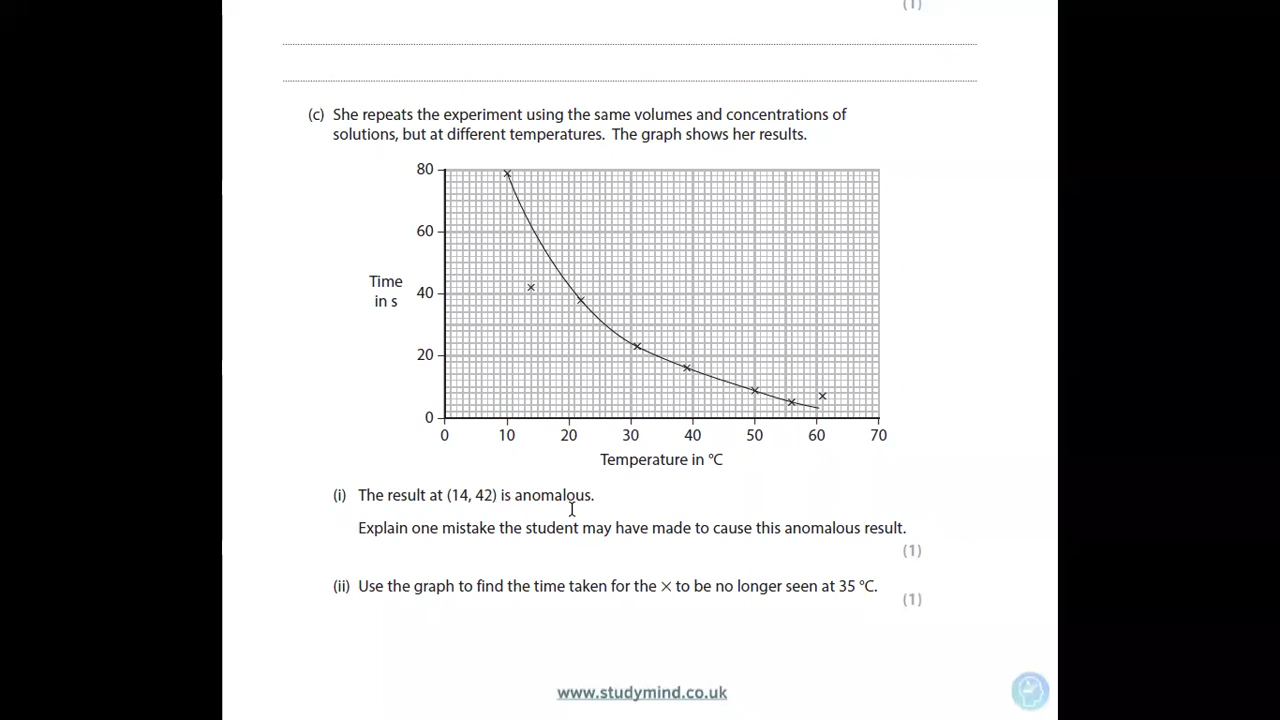 (1)
(c) She repeats the experiment using the same volumes and concentrations of
solutions, but at different temperatures. The graph shows her results.
80
60
Time
in s
40
20
0
0 10 20 30 40 50 60 70
Temperature in °C
(i) The result at (14, 42) is anomalous.
Explain one mistake the student may have made to cause this anomalous result.
(1)
(ii) Use the graph to find the time taken for the × to be no longer seen at 35 °C.
(1)
www.studymind.co.uk